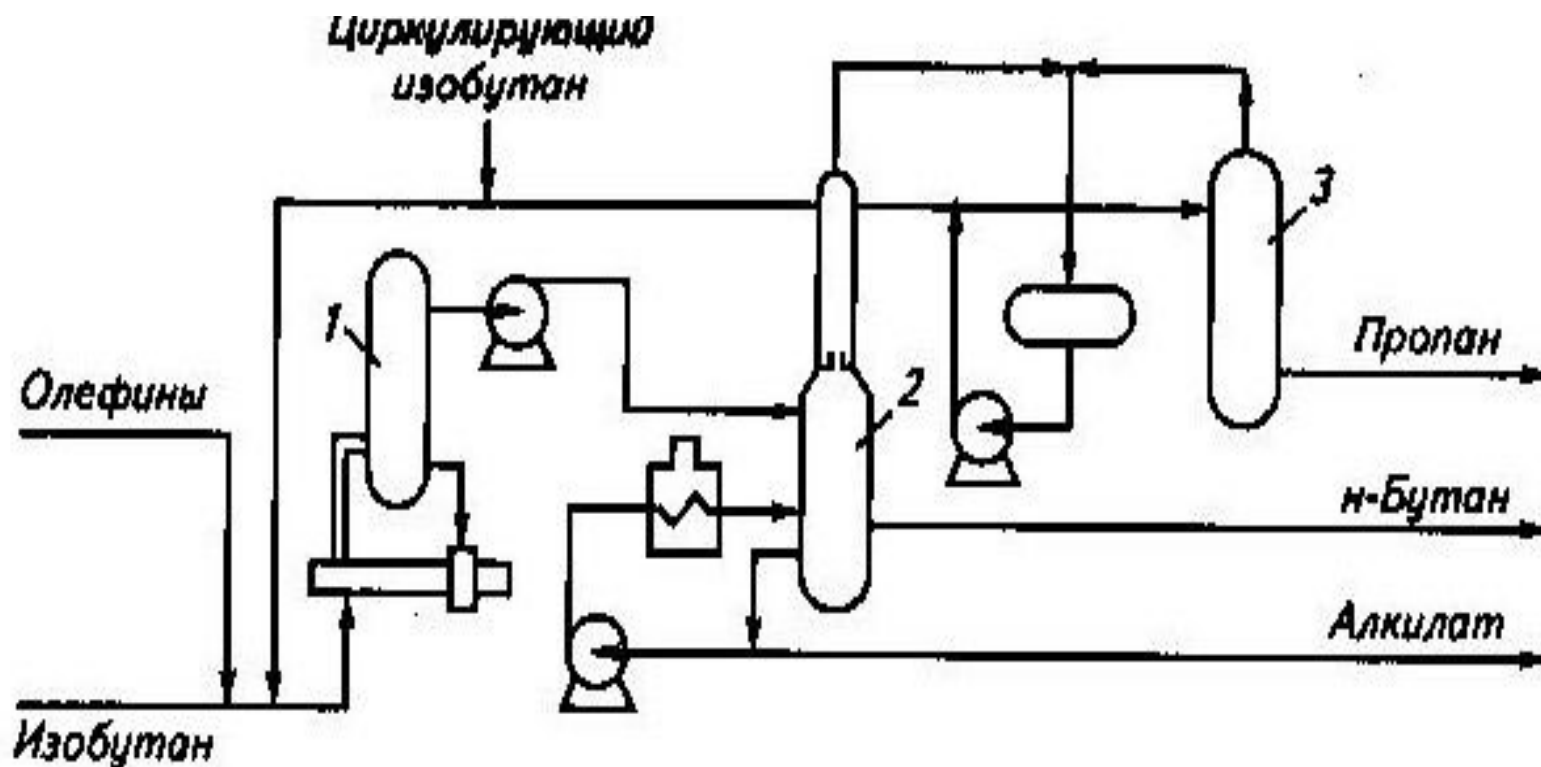 Циркулирующий
изобутан
3
1
Пропан
Олефины
2
н-Бутан
Алкилат
Изобутан